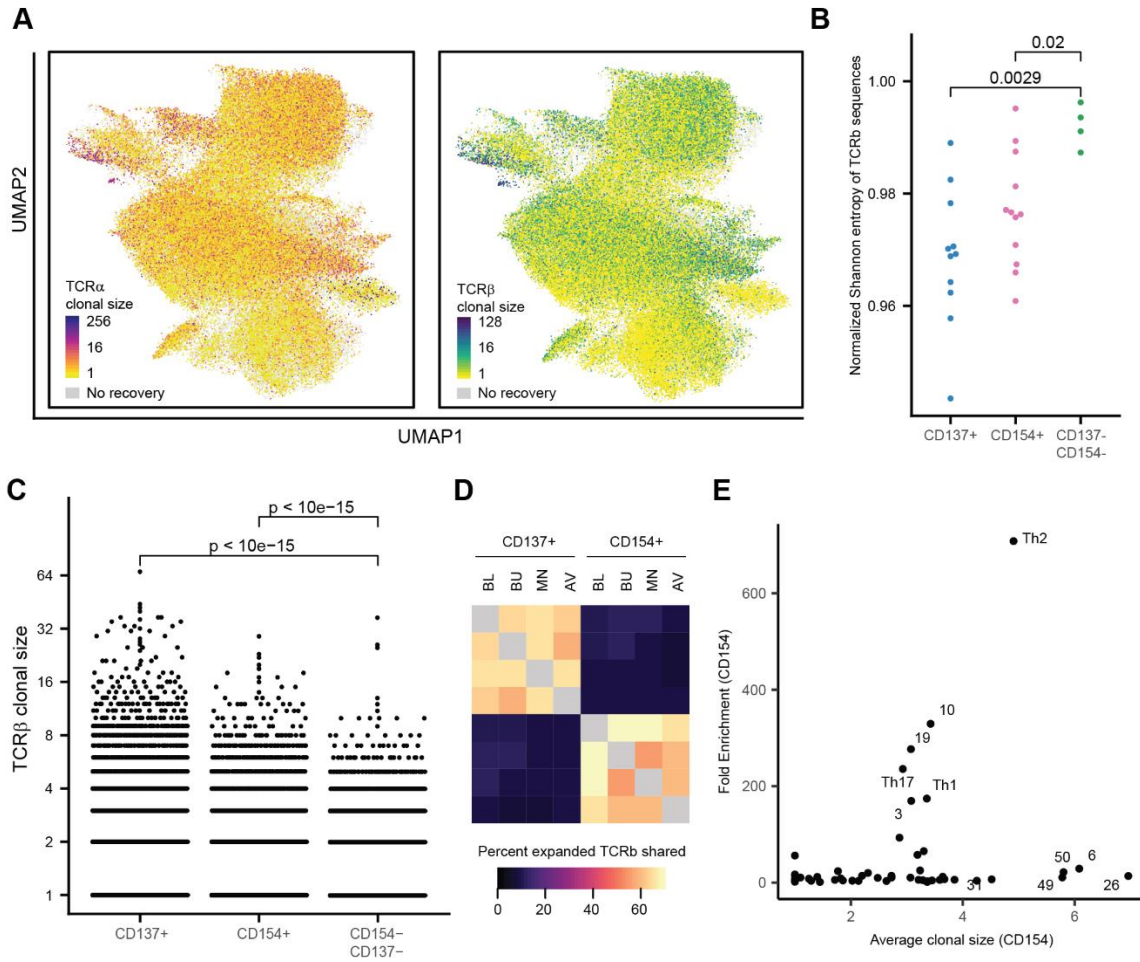 A
UMAP2
TCRα
clonal size
256
16
1
No recovery
TCRβ
clonal size
128
16
1
No recovery
UMAP1
B
Normalized Shannon entropy of TCRb sequences
1.00
0.98
0.96
0.02
0.0029
CD137+
CD154+
CD137-
CD154-
C
TCRβ clonal size
64
32
16
8
4
2
1
p < 10e−15
p < 10e−15
CD137+
CD154+
CD154−
CD137−
D
CD137+ CD154+
BL BU MN AV BL BU MN AV
Percent expanded TCRb shared
0 20 40 60
E
Fold Enrichment (CD154)
600
400
200
0
Th2
10
19
Th17
Th1
3
31
50
6
49
26
2 4 6
Average clonal size (CD154)